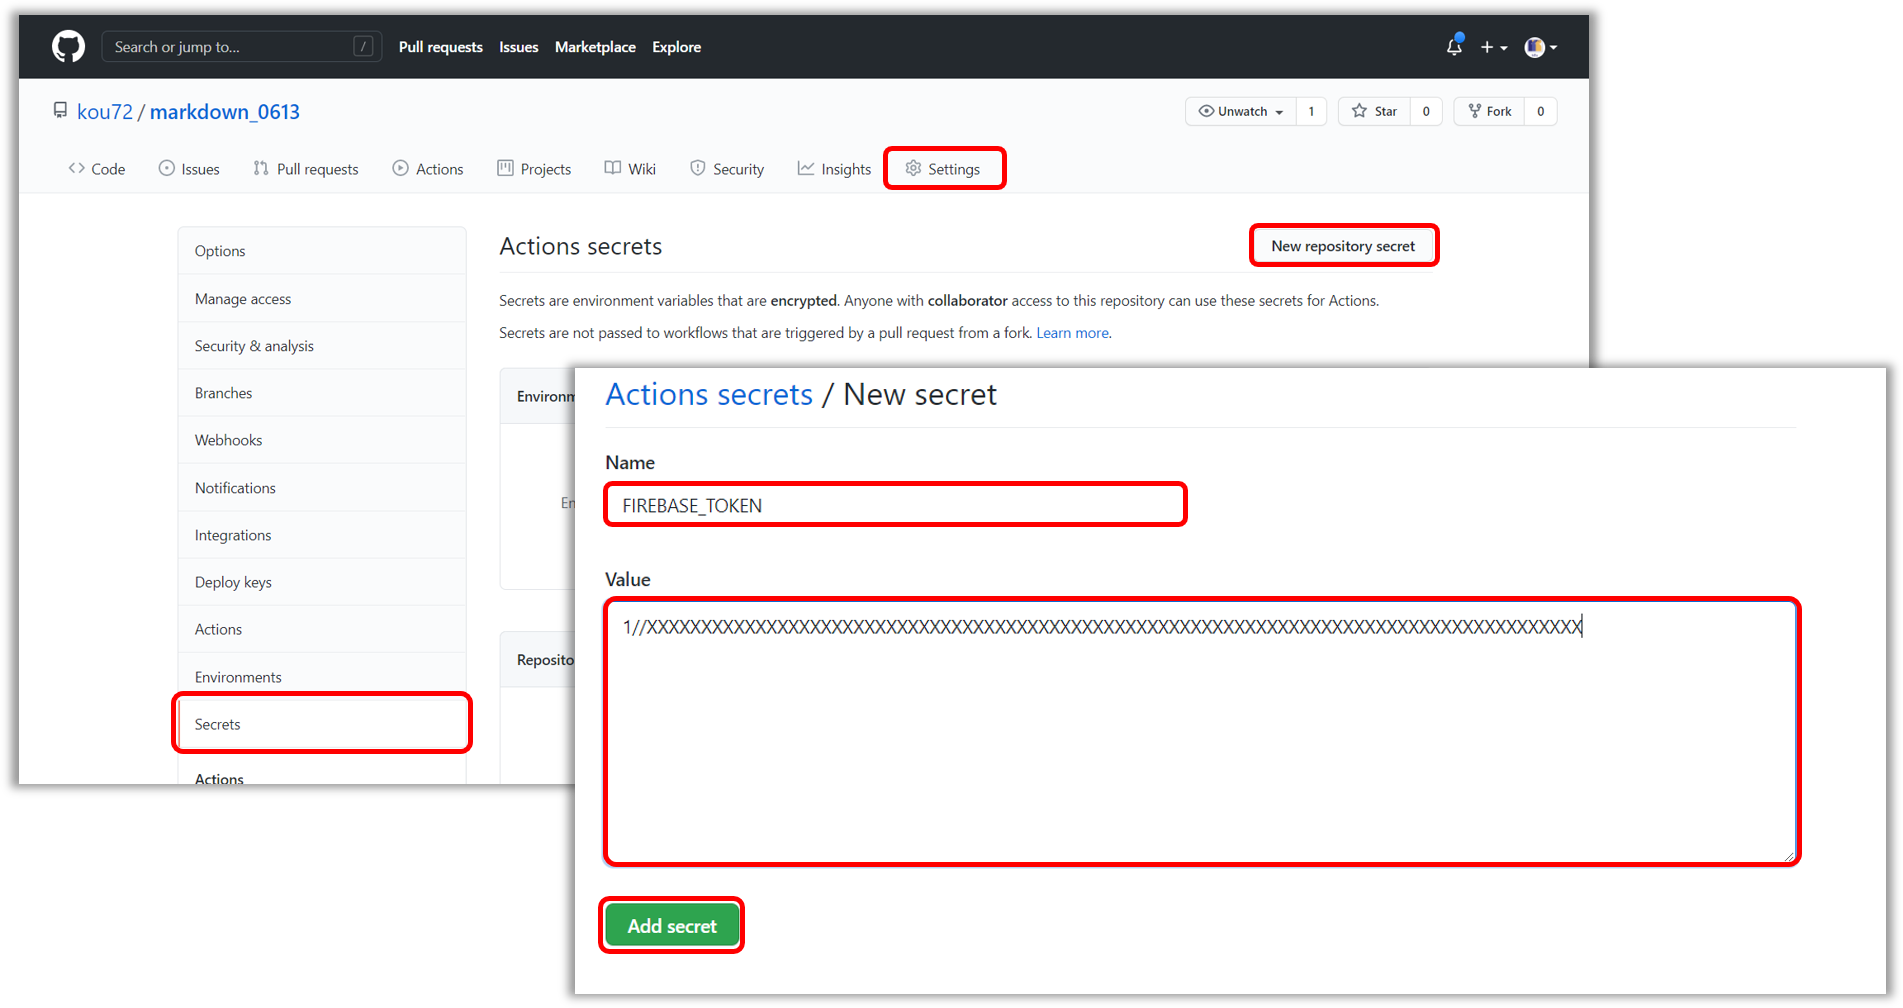 Search or jump to... /
Pull requests Issues Marketplace Explore
kou72 / markdown_0613
Unwatch 1 Star 0 Fork 0
Code Issues Pull requests Actions Projects Wiki Security Insights Settings
Options
Manage access
Security & analysis
Branches
Webhooks
Notifications
Integrations
Deploy keys
Actions
Environments
Secrets
Actions
Actions secrets
New repository secret
Secrets are environment variables that are encrypted. Anyone with collaborator access to this repository can use these secrets for Actions.
Secrets are not passed to workflows that are triggered by a pull request from a fork. Learn more.
Environm
En
Reposito
Actions secrets / New secret
Name
FIREBASE_TOKEN
Value
1//XXXXXXXXXXXXXXXXXXXXXXXXXXXXXXXXXXXXXXXXXXXXXXXXXXXXXXXXXXXXXXXXXXXXXXXXXXXXXXXXXXXXXX
Add secret